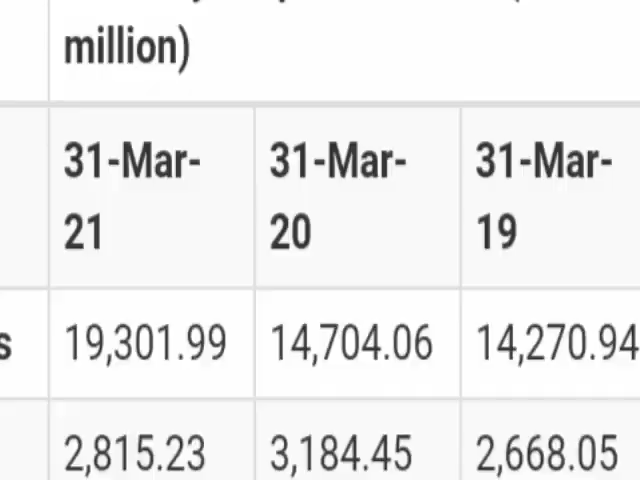 million)
31-Mar- 31-Mar- 31-Mar-
21 20 19
s 19,301.99 14,704.06 14,270.94
2,815.23 3,184.45 2,668.05